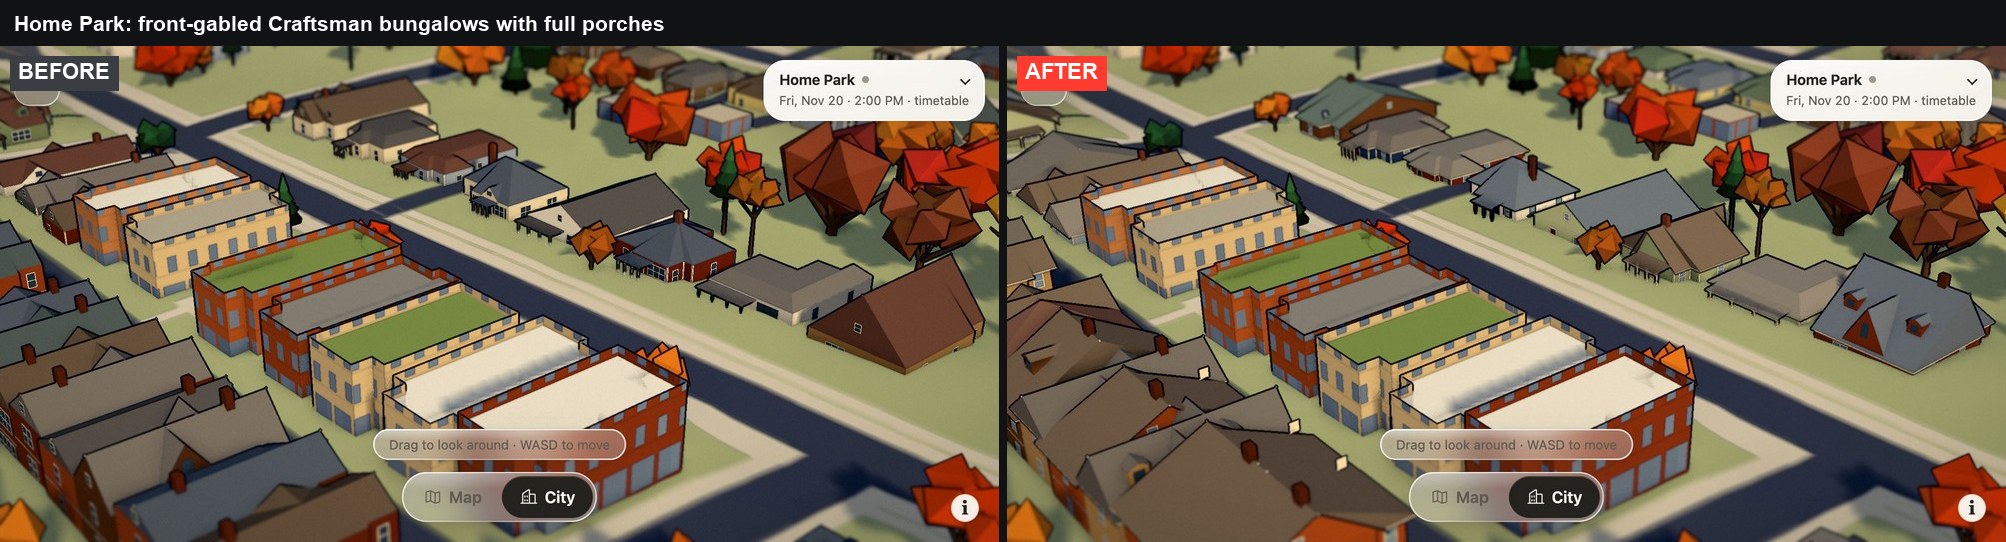 Home Park: front-gabled Craftsman bungalows with full porches
BEFORE
Home Park
Fri, Nov 20 · 2:00 PM · timetable
Drag to look around · WASD to move
Map
City
i
AFTER
Home Park
Fri, Nov 20 · 2:00 PM · timetable
Drag to look around · WASD to move
Map
City
i